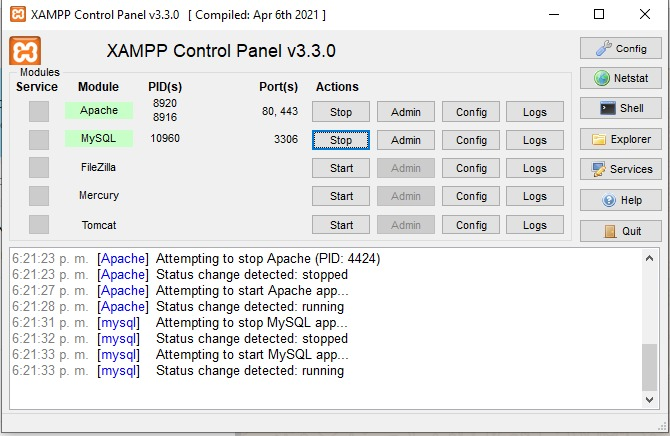 XAMPP Control Panel v3.3.0 [ Compiled: Apr 6th 2021 ]
XAMPP Control Panel v3.3.0
Config
Modules
Service Module PID(s) Port(s) Actions
Netstat
Apache 8920 8916 80, 443 Stop Admin Config Logs
Shell
MySQL 10960 3306 Stop Admin Config Logs
Explorer
FileZilla Start Admin Config Logs
Services
Mercury Start Admin Config Logs
Help
Tomcat Start Admin Config Logs
Quit
6:21:23 p. m. [Apache] Attempting to stop Apache (PID: 4424)
6:21:23 p. m. [Apache] Status change detected: stopped
6:21:27 p. m. [Apache] Attempting to start Apache app...
6:21:28 p. m. [Apache] Status change detected: running
6:21:31 p. m. [mysql] Attempting to stop MySQL app...
6:21:32 p. m. [mysql] Status change detected: stopped
6:21:33 p. m. [mysql] Attempting to start MySQL app...
6:21:33 p. m. [mysql] Status change detected: running